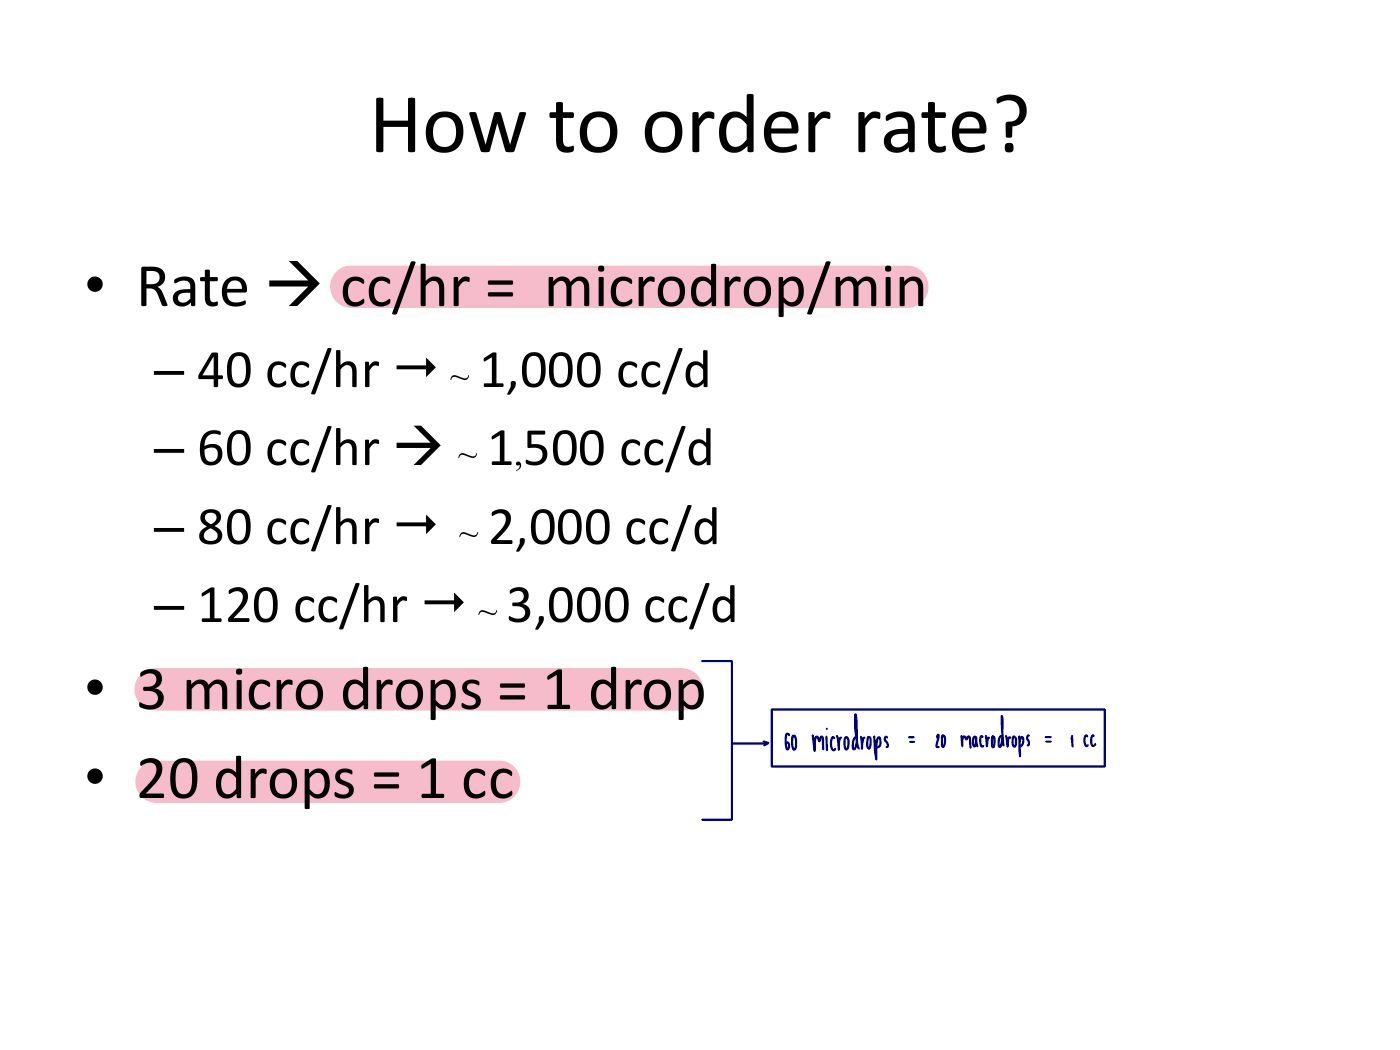 How to order rate?
• Rate → cc/hr = microdrop/min
– 40 cc/hr → ~ 1,000 cc/d
– 60 cc/hr → ~ 1,500 cc/d
– 80 cc/hr → ~ 2,000 cc/d
– 120 cc/hr → ~ 3,000 cc/d
• 3 micro drops = 1 drop
60 microdrops = 20 macrodrops = 1 cc
• 20 drops = 1 cc